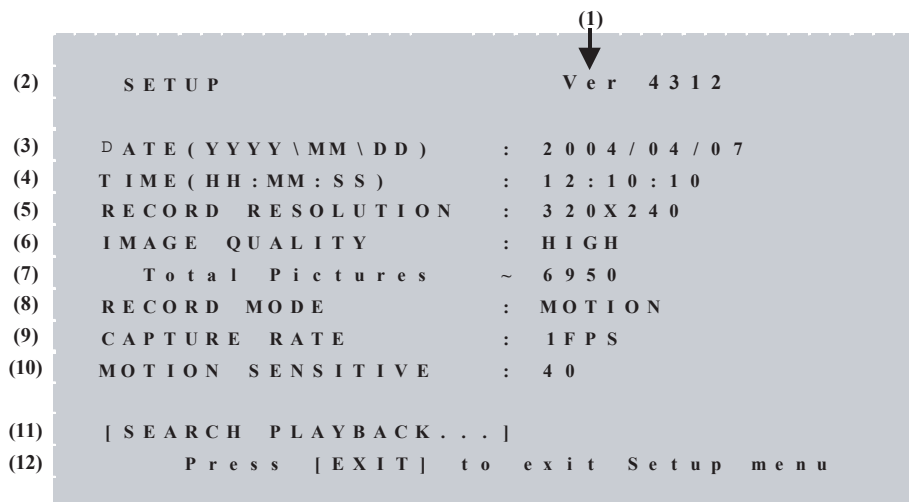 (1)
(2) SETUP Ver 4312
(3) DATE(YYYY\MM\DD) : 2004/04/07
(4) TIME(HH:MM:SS) : 12:10:10
(5) RECORD RESOLUTION : 320X240
(6) IMAGE QUALITY : HIGH
(7) Total Pictures ~ 6950
(8) RECORD MODE : MOTION
(9) CAPTURE RATE : 1FPS
(10) MOTION SENSITIVE : 40
(11) [SEARCH PLAYBACK...]
(12) Press [EXIT] to exit Setup menu